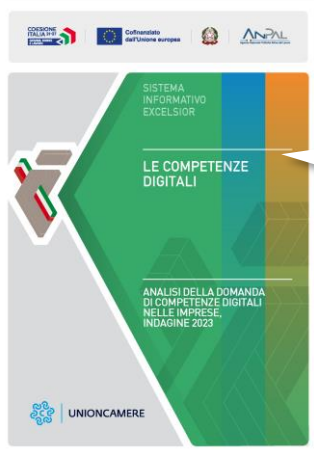 COESIONE
ITALIA 21-27
Cofinanziato
dall'Unione europea
ANPAL
SISTEMA
INFORMATIVO
EXCELSIOR
LE COMPETENZE
DIGITALI
ANALISI DELLA DOMANDA
DI COMPETENZE DIGITALI
NELLE IMPRESE,
INDAGINE 2023
UNIONCAMERE